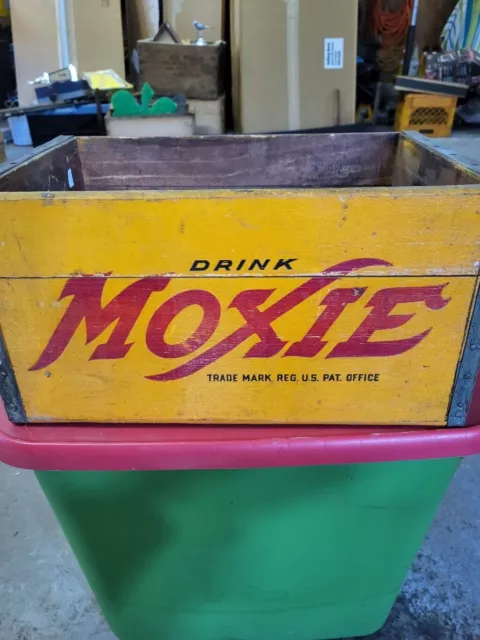 DRINK
MOXIE
TRADE MARK REG. U.S. PAT. OFFICE